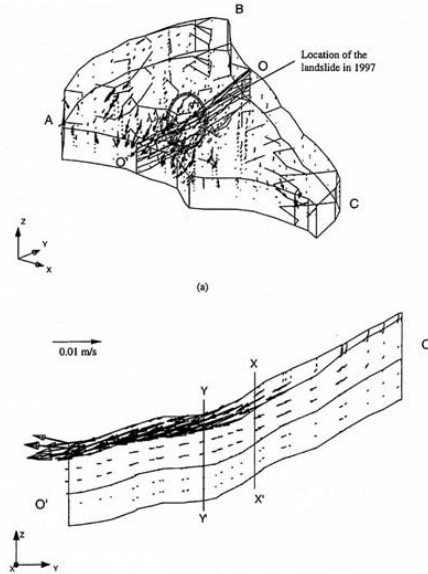 B
Location of the
landslide in 1997
O
A
O'
C
Z
Y
X
(a)
0.01 m/s
X
Y
O
O'
X'
Y'
Z
X
Y